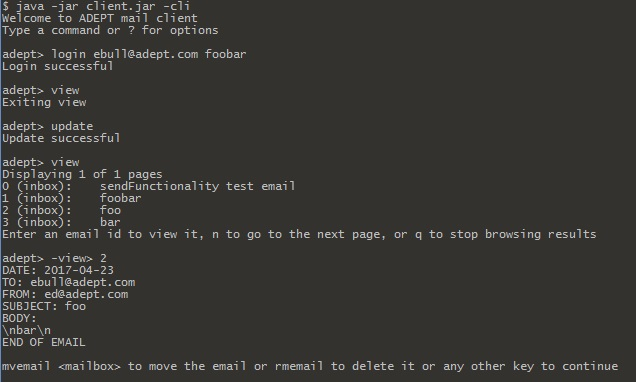 $ java -jar client.jar -cli
Welcome to ADEPT mail client
Type a command or ? for options
adept> login ebull@adept.com foobar
Login successful
adept> view
Exiting view
adept> update
Update successful
adept> view
Displaying 1 of 1 pages
0 (inbox):    sendFunctionality test email
1 (inbox):    foobar
2 (inbox):    foo
3 (inbox):    bar
Enter an email id to view it, n to go to the next page, or q to stop browsing results
adept> -view> 2
DATE: 2017-04-23
TO: ebull@adept.com
FROM: ed@adept.com
SUBJECT: foo
BODY:
\nbar\n
END OF EMAIL
mvemail <mailbox> to move the email or rmemail to delete it or any other key to continue